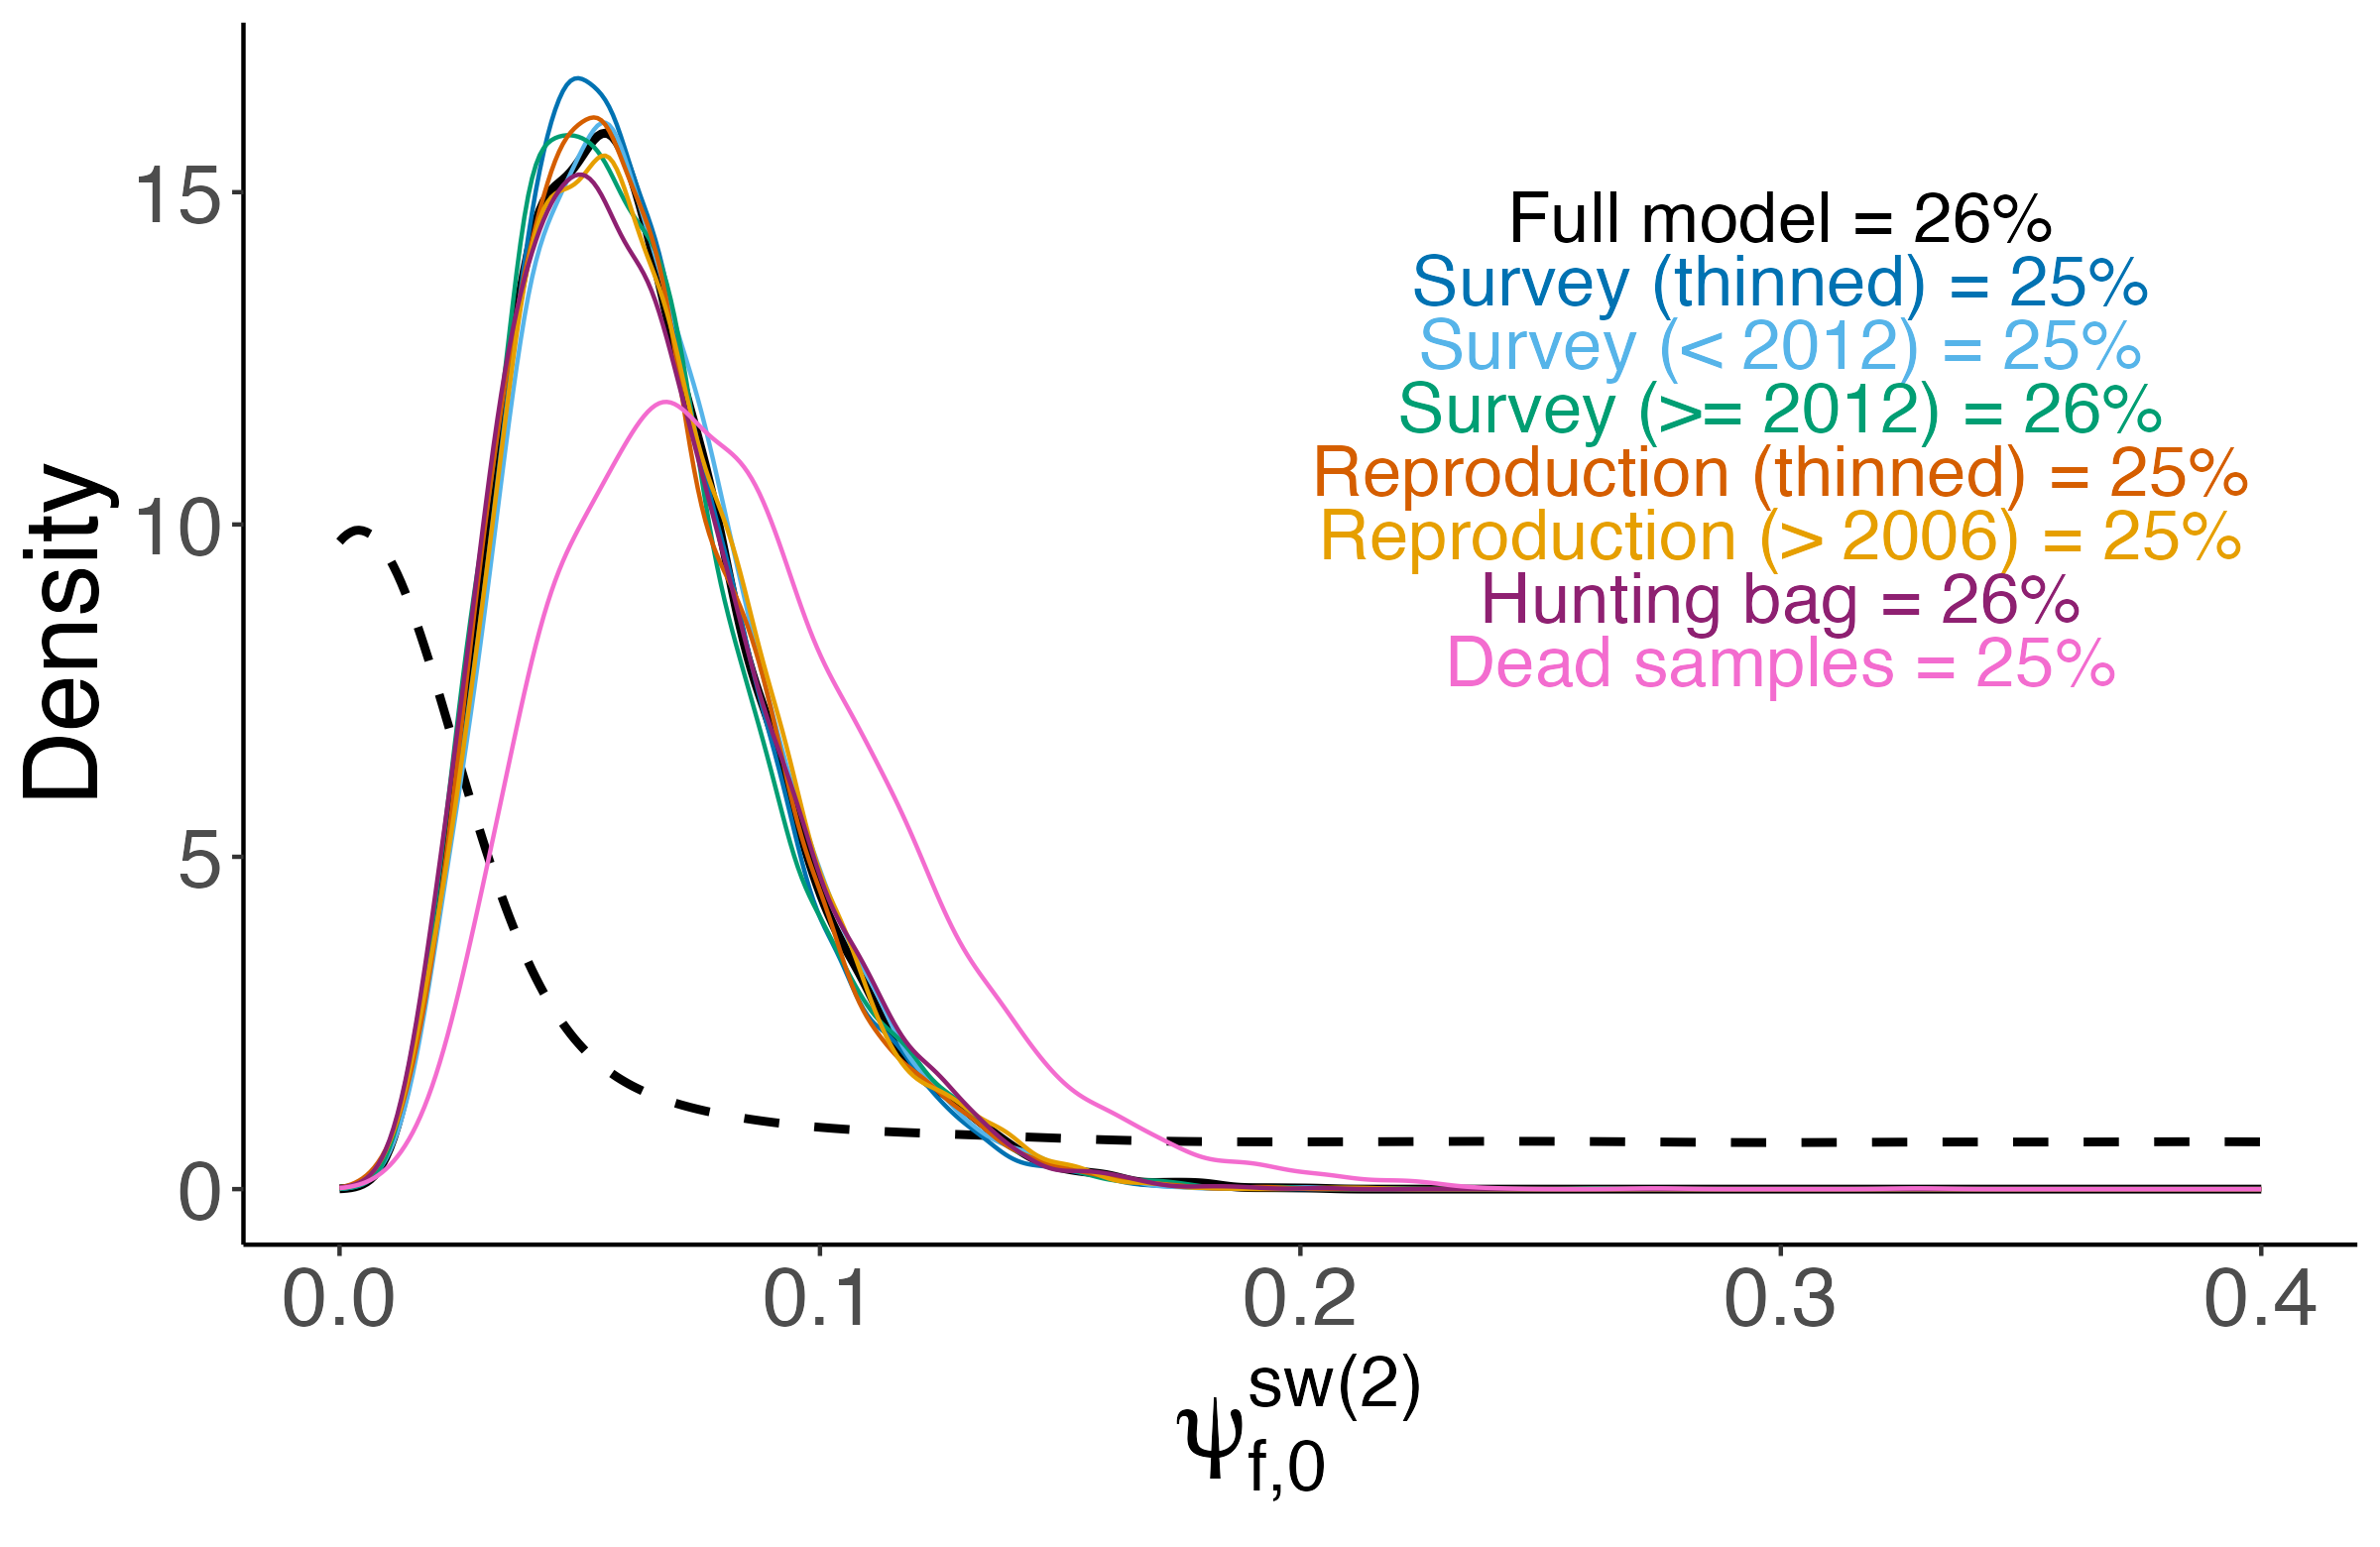 Density
15
10
5
0
Full model = 26%
Survey (thinned) = 25%
Survey (< 2012) = 25%
Survey (>= 2012) = 26%
Reproduction (thinned) = 25%
Reproduction (> 2006) = 25%
Hunting bag = 26%
Dead samples = 25%
0.0 0.1 0.2 0.3 0.4
ψ sw(2) f,0